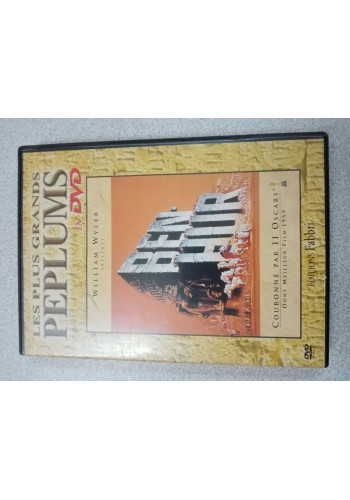 LES PLUS GRANDS
PEPLUMS
EN DVD
WILLIAM WYLER
BEN-
HUR
COURONNÉ PAR 11 OSCARS
DONT MEILLEUR FILM 1959
EDITIONS Fabbri
DVD